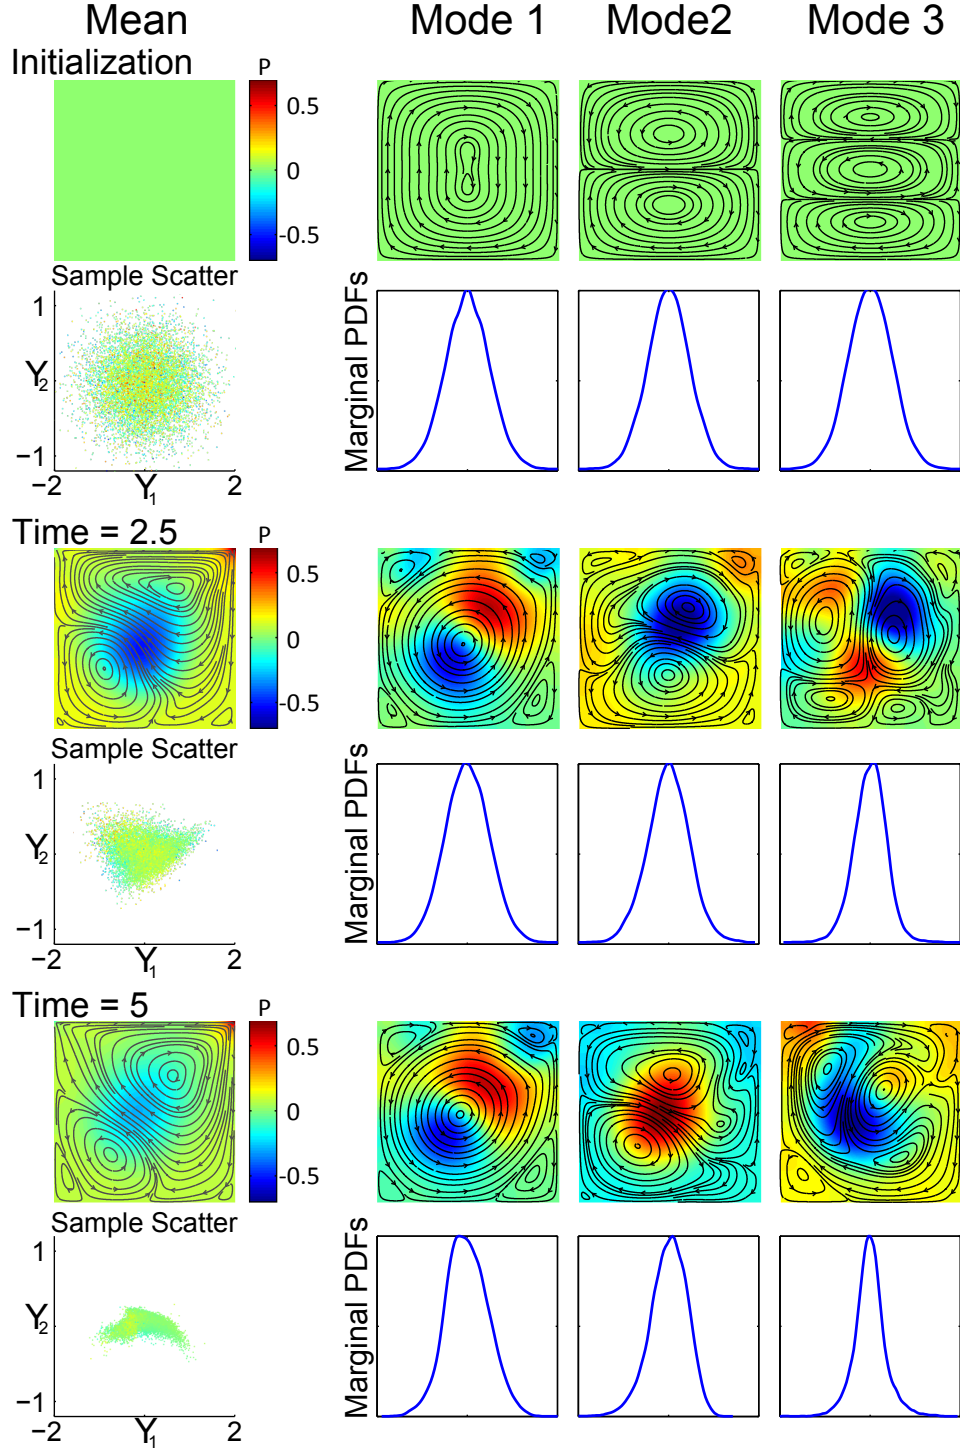 Mean Mode 1 Mode2 Mode 3
Initialization
P
0.5
0
-0.5
Sample Scatter
1
Y2
−1
−2 Y1 2
Marginal PDFs
Time = 2.5
P
0.5
0
-0.5
Sample Scatter
1
Y2
−1
−2 Y1 2
Marginal PDFs
Time = 5
P
0.5
0
-0.5
Sample Scatter
1
Y2
−1
−2 Y1 2
Marginal PDFs